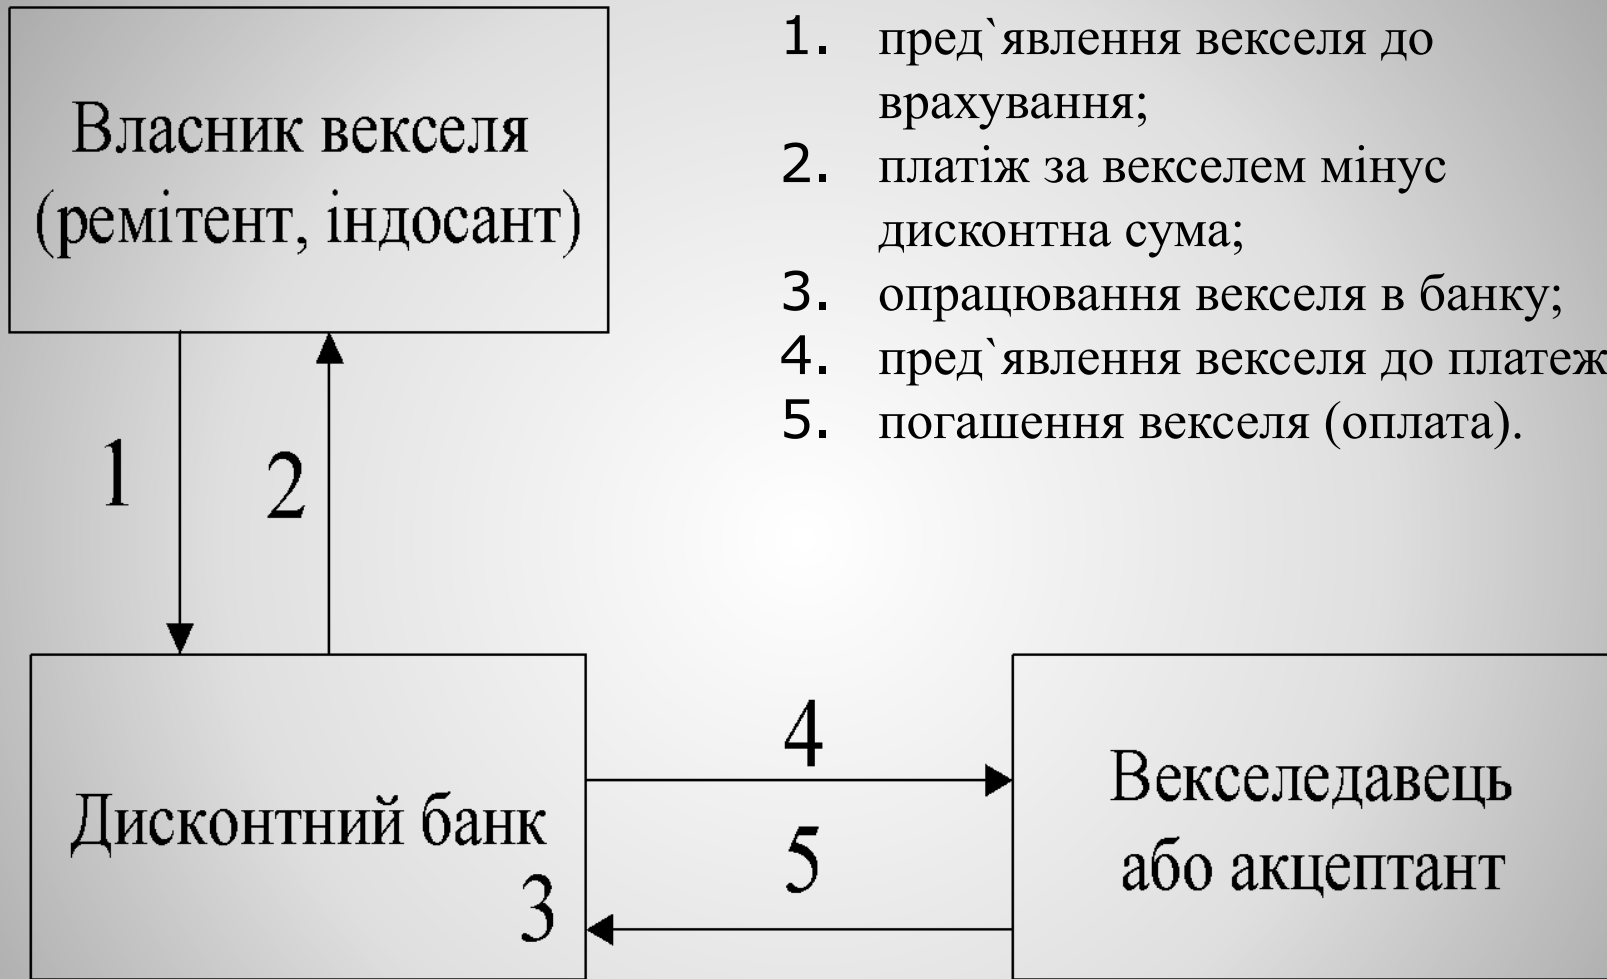 Власник векселя
(ремітент, індосант)
1. пред`явлення векселя до
врахування;
2. платіж за векселем мінус
дисконтна сума;
3. опрацювання векселя в банку;
4. пред`явлення векселя до платеж
5. погашення векселя (оплата).
1
2
Дисконтний банк
3
4
5
Векселедавець
або акцептант